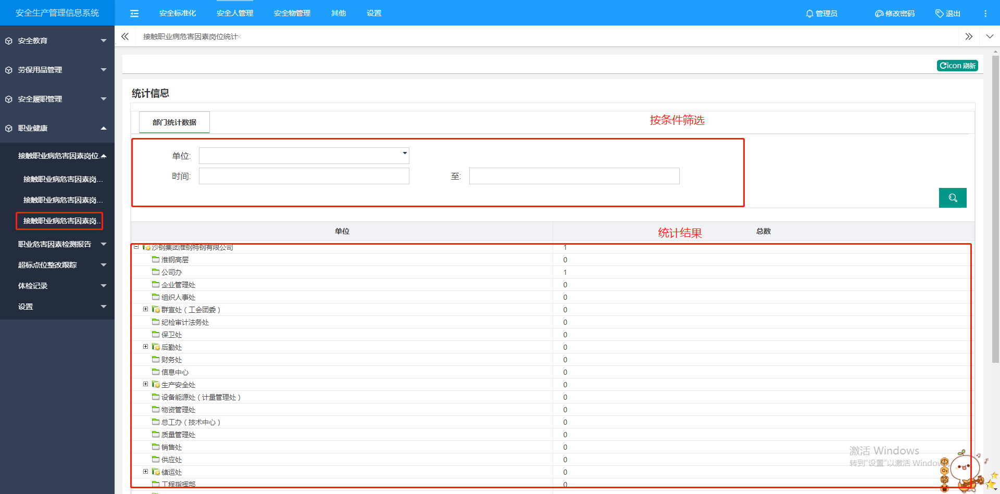 安全生产管理信息系统
安全标准化 安全人管理 安全物管理 其他 设置 管理员 修改密码 退出
安全教育
劳保用品管理
安全履职管理
职业健康
接触职业病危害因素岗位...
接触职业病危害因素岗...
接触职业病危害因素岗...
接触职业病危害因素岗...
职业危害因素检测报告
超标点位整改跟踪
体检记录
设置
接触职业病危害因素岗位统计
icon 刷新
统计信息
部门统计数据
按条件筛选
单位:
时间: 至:
单位 统计结果 总数
沙钢集团淮钢特钢有限公司 1
淮钢高层 0
公司办 1
企业管理处 0
组织人事处 0
群宣处（工会团委） 0
纪检审计法务处 0
保卫处 0
后勤处 0
财务处 0
信息中心 0
生产安全处 0
设备能源处（计量管理处） 0
物资管理处 0
总工办（技术中心） 0
质量管理处 0
销售处 0
供应处 0
储运处 0
工程指挥部 0
激活 Windows
转到"设置"以激活 Windows
中
简